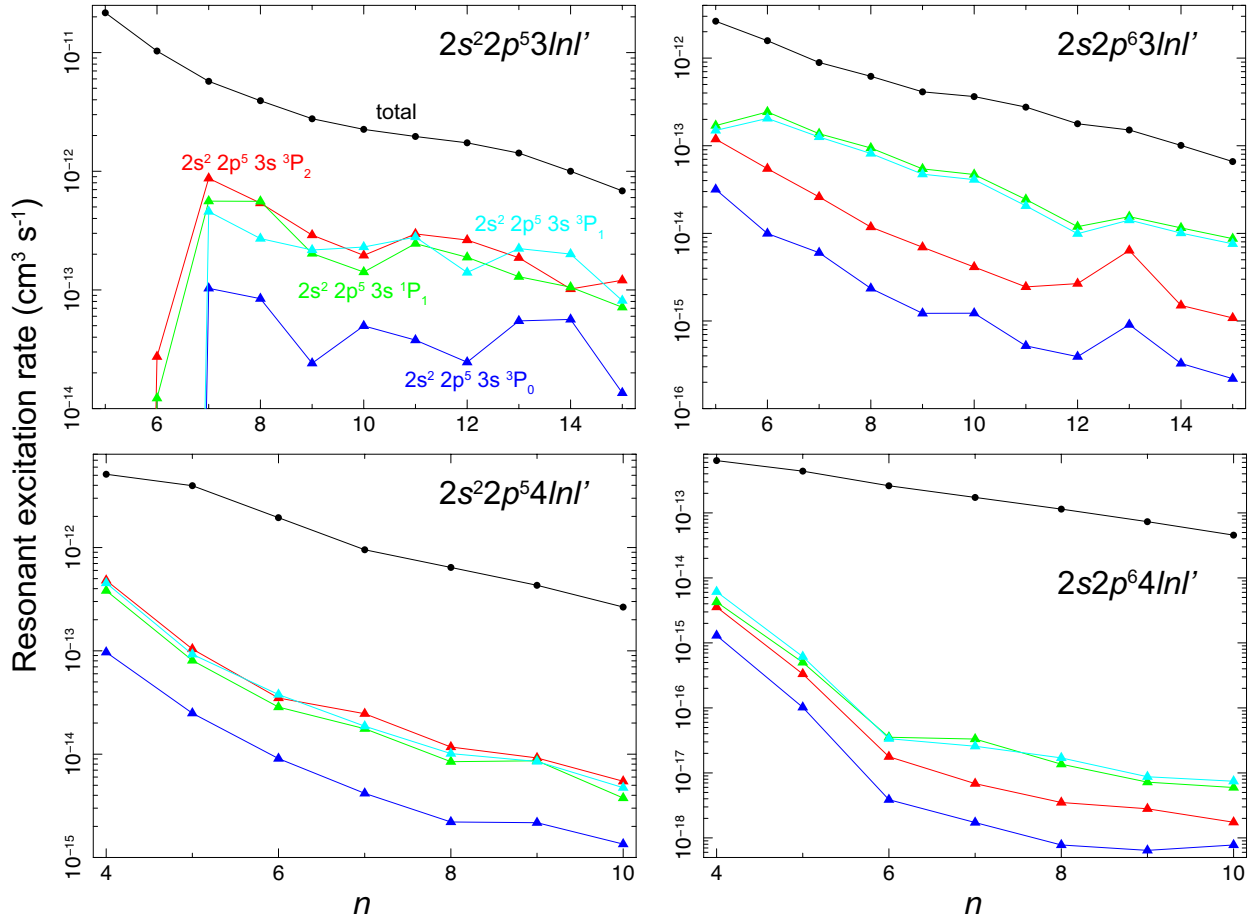 Resonant excitation rate (cm³ s⁻¹)
2s²2p⁵3lnl’
total
2s² 2p⁵ 3s ³P₂
2s² 2p⁵ 3s ³P₁
2s² 2p⁵ 3s ¹P₁
2s² 2p⁵ 3s ³P₀
10⁻¹¹
10⁻¹²
10⁻¹³
10⁻¹⁴
6 8 10 12 14
2s2p⁶3lnl’
10⁻¹²
10⁻¹³
10⁻¹⁴
10⁻¹⁵
10⁻¹⁶
6 8 10 12 14
2s²2p⁵4lnl’
10⁻¹²
10⁻¹³
10⁻¹⁴
10⁻¹⁵
4 6 8 10
n
2s2p⁶4lnl’
10⁻¹³
10⁻¹⁴
10⁻¹⁵
10⁻¹⁶
10⁻¹⁷
10⁻¹⁸
4 6 8 10
n